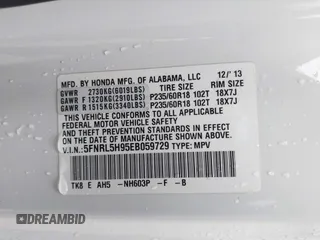 MFD. BY HONDA MFG. OF ALABAMA, LLC 12/ 13
GVWR 2730KG(6019LBS) TIRE SIZE RIM SIZE
GAWR F 1320KG(2910LBS) P235/60R18 102T 18X7J
GAWR R 1515KG(3340LBS) P235/60R18 102T 18X7J
THIS VEHICLE CONFORMS TO ALL APPLICABLE
FEDERAL MOTOR VEHICLE SAFETY AND THEFT
PREVENTION STANDARDS IN EFFECT ON THE
DATE OF MANUFACTURE SHOWN ABOVE.
V.I.N.: 5FNRL5H95EB059729 TYPE: MPV
TK8 E AH5 -NH603P -F -B
DREAMBID